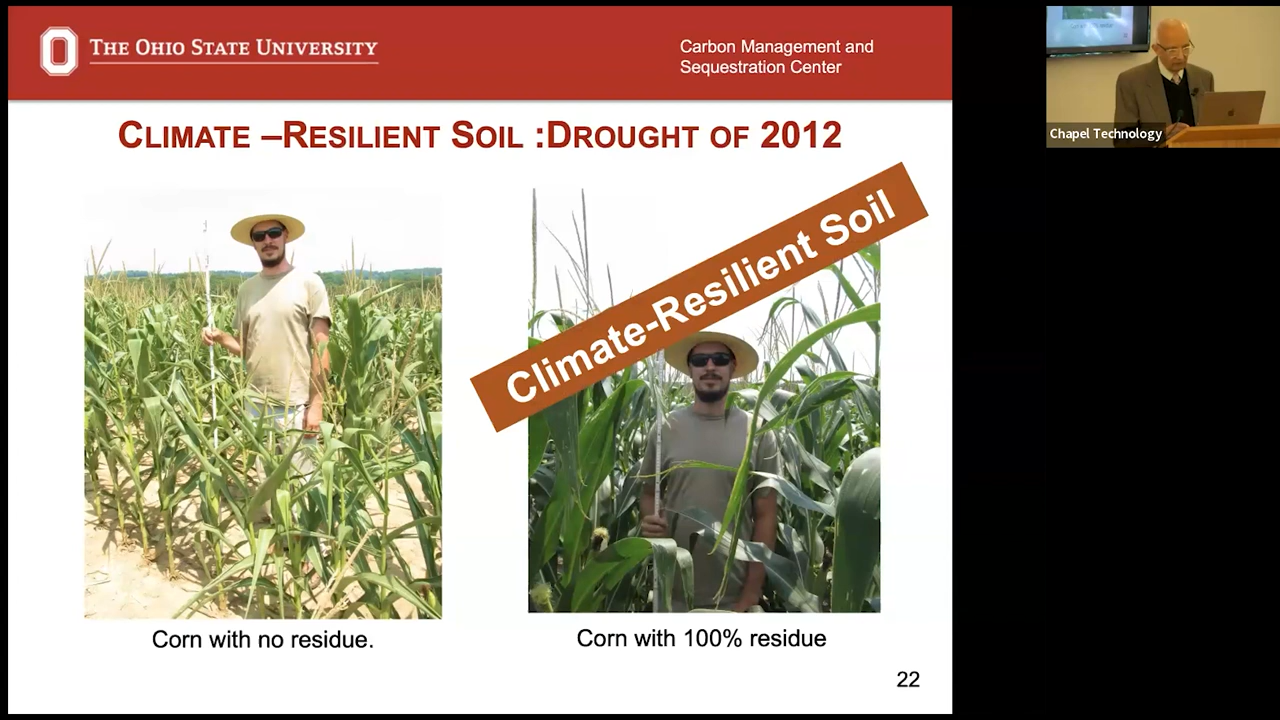 THE OHIO STATE UNIVERSITY
Carbon Management and
Sequestration Center
CLIMATE –RESILIENT SOIL :DROUGHT OF 2012
Climate-Resilient Soil
Corn with no residue.
Corn with 100% residue
22
Chapel Technology